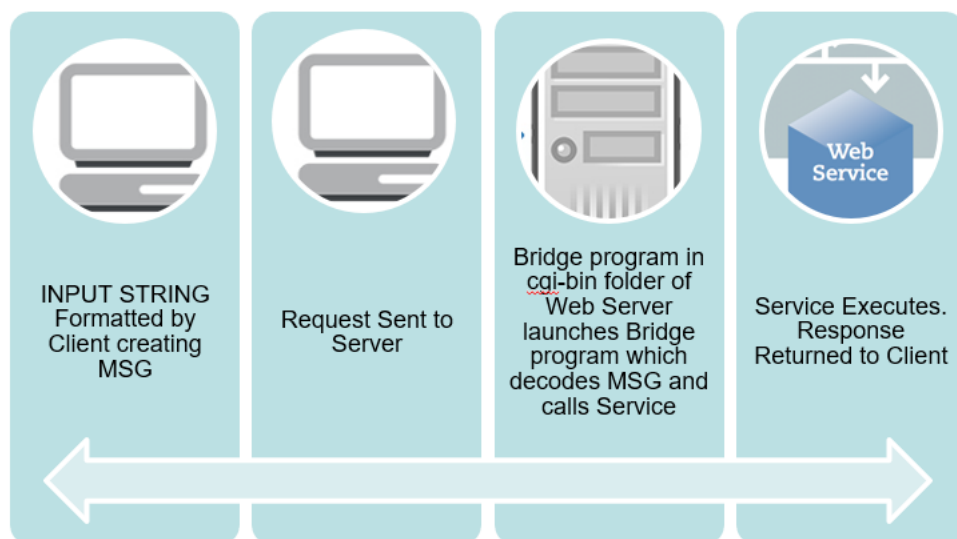 INPUT STRING
Formatted by
Client creating
MSG
Request Sent to
Server
Bridge program in
cgi-bin folder of
Web Server
launches Bridge
program which
decodes MSG and
calls Service
Web
Service
Service Executes.
Response
Returned to Client